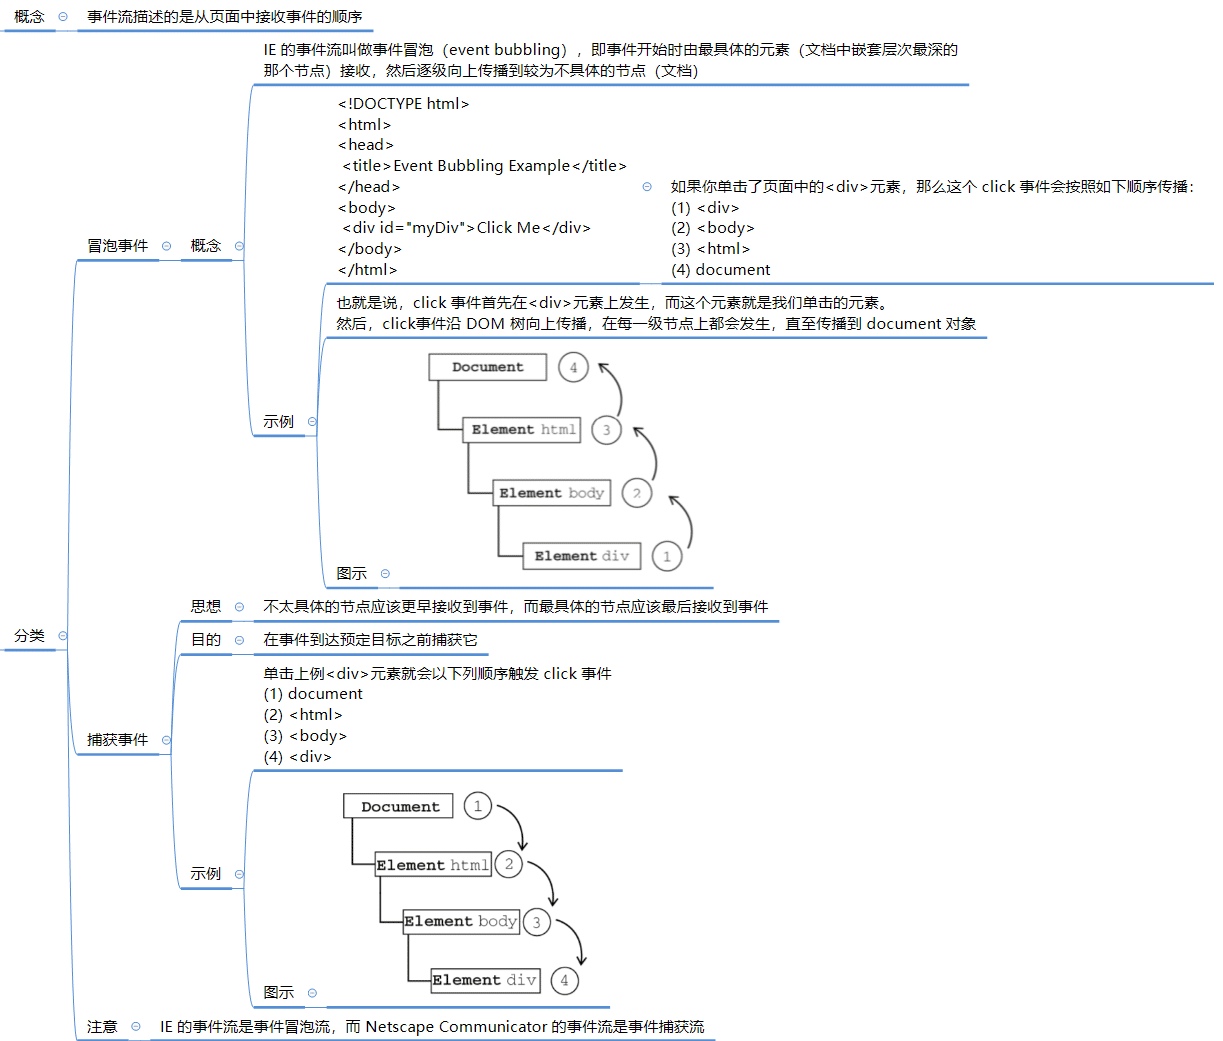 概念
事件流描述的是从页面中接收事件的顺序
IE 的事件流叫做事件冒泡（event bubbling），即事件开始时由最具体的元素（文档中嵌套层次最深的
那个节点）接收，然后逐级向上传播到较为不具体的节点（文档）
<!DOCTYPE html>
<html>
<head>
<title>Event Bubbling Example</title>
</head>
<body>
<div id="myDiv">Click Me</div>
</body>
</html>
如果你单击了页面中的<div>元素，那么这个 click 事件会按照如下顺序传播：
(1) <div>
(2) <body>
(3) <html>
(4) document
冒泡事件
概念
也就是说，click 事件首先在<div>元素上发生，而这个元素就是我们单击的元素。
然后，click事件沿 DOM 树向上传播，在每一级节点上都会发生，直至传播到 document 对象
示例
Document 4
Element html 3
Element body 2
Element div 1
图示
分类
思想
不太具体的节点应该更早接收到事件，而最具体的节点应该最后接收到事件
目的
在事件到达预定目标之前捕获它
捕获事件
单击上例<div>元素就会以下列顺序触发 click 事件
(1) document
(2) <html>
(3) <body>
(4) <div>
示例
Document 1
Element html 2
Element body 3
Element div 4
图示
注意
IE 的事件流是事件冒泡流，而 Netscape Communicator 的事件流是事件捕获流